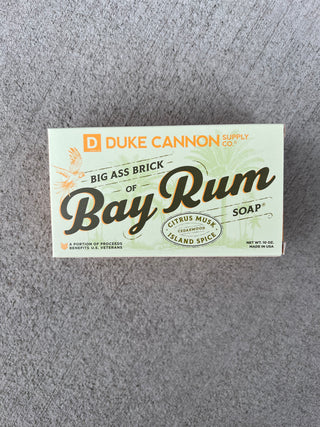 D DUKE CANNON SUPPLY CO.®
BIG ASS BRICK
OF
Bay Rum
SOAP®
CITRUS MUSK
CEDARWOOD
ISLAND SPICE
A PORTION OF PROCEEDS
BENEFITS U.S. VETERANS
NET WT. 10 OZ.
MADE IN USA